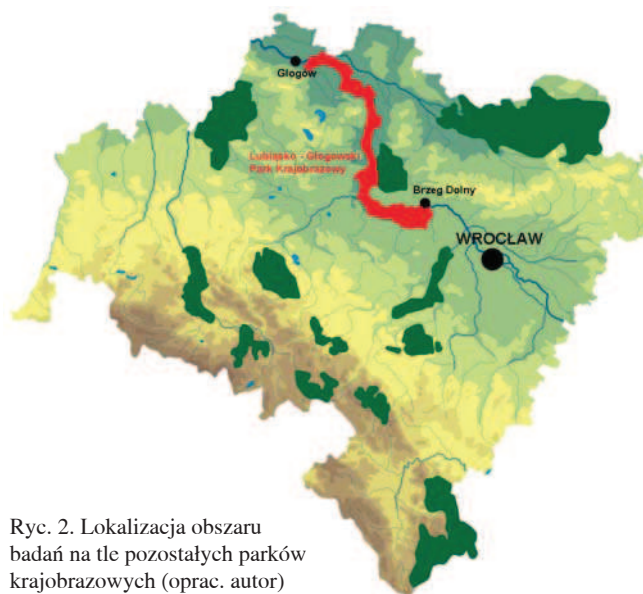 Głogów
Lubiąsko - Głogowski
Park Krajobrazowy
Brzeg Dolny
WROCŁAW
Ryc. 2. Lokalizacja obszaru
badań na tle pozostałych parków
krajobrazowych (oprac. autor)